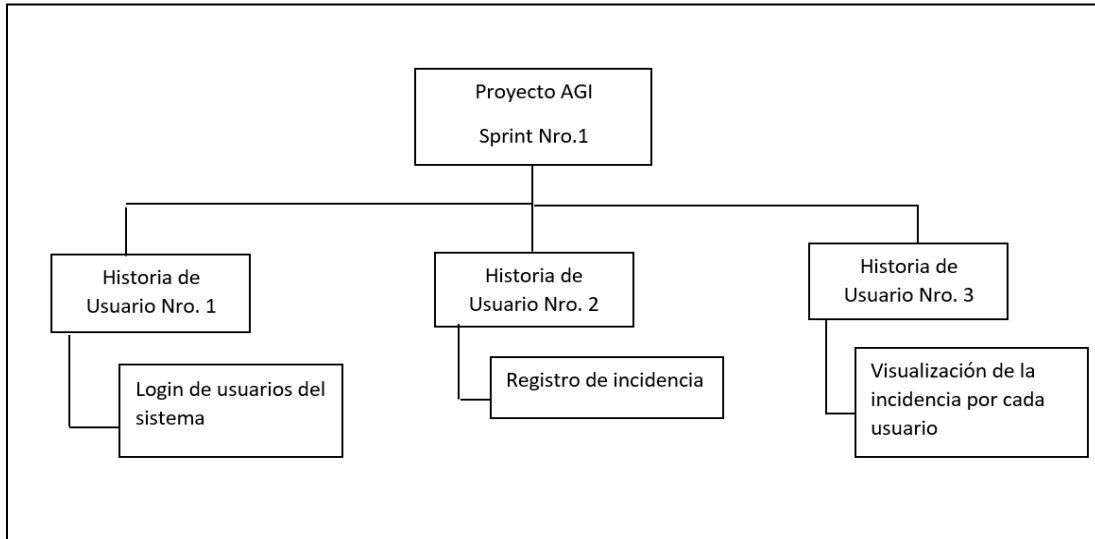 Proyecto AGI
Sprint Nro.1
Historia de
Usuario Nro. 1
Login de usuarios del
sistema
Historia de
Usuario Nro. 2
Registro de incidencia
Historia de
Usuario Nro. 3
Visualización de la
incidencia por cada
usuario